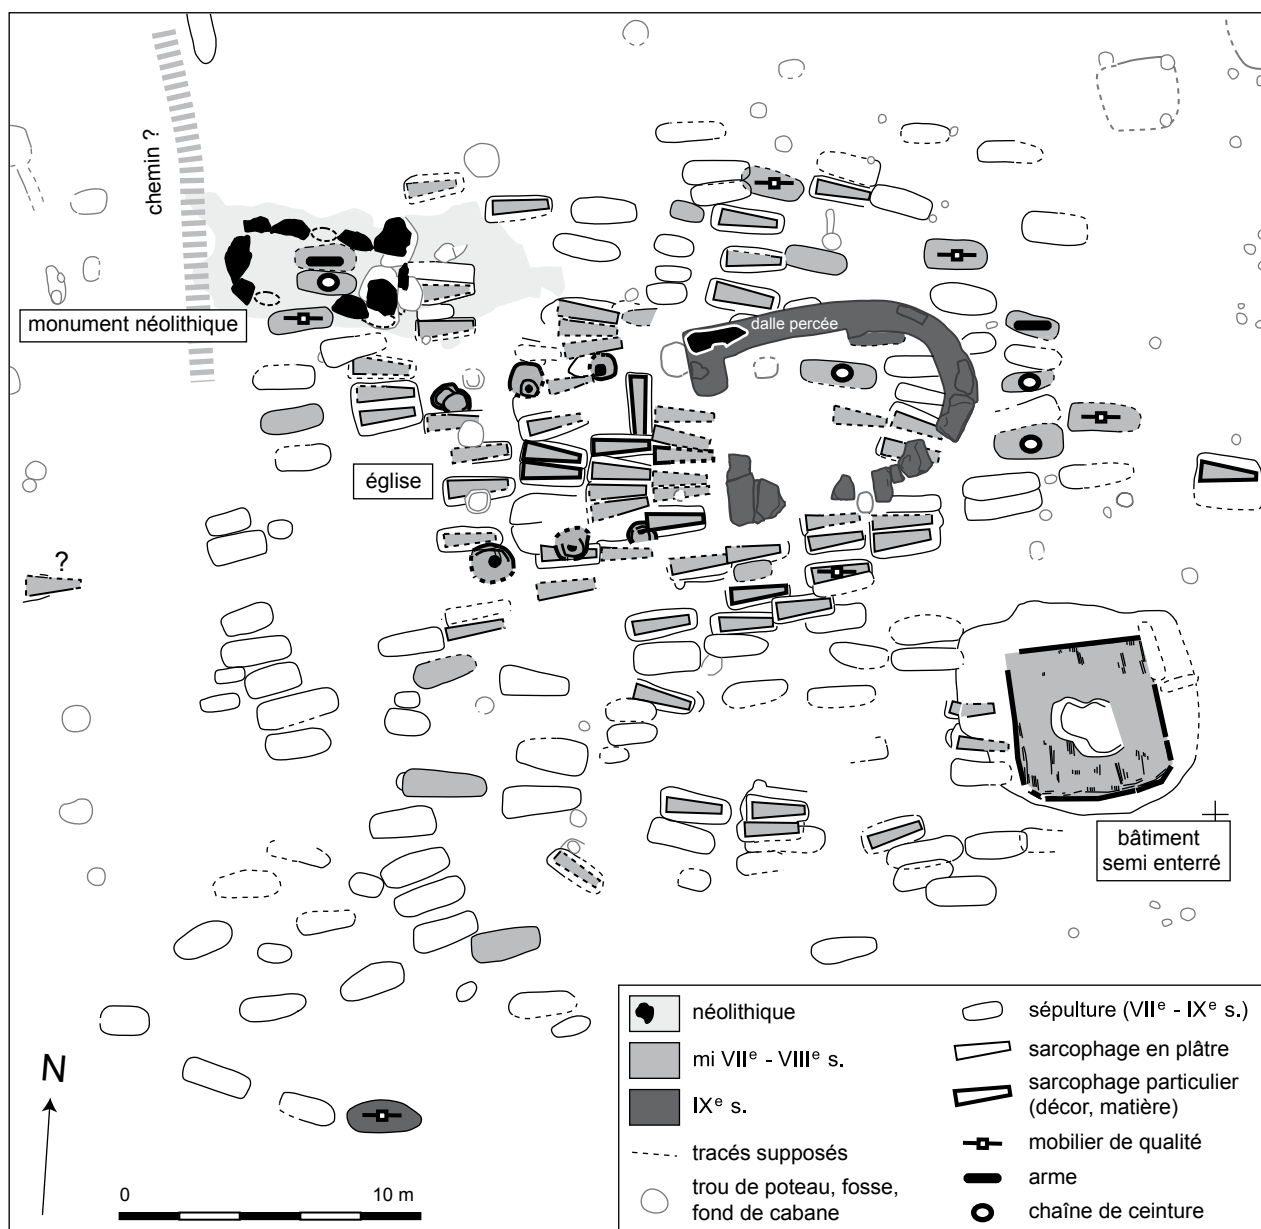 chemin ?
monument néolithique
dalle percée
église
?
bâtiment
semi enterré
N
0
10 m
néolithique
mi VIIᵉ - VIIIᵉ s.
IXᵉ s.
tracés supposés
trou de poteau, fosse,
fond de cabane
sépulture (VIIᵉ - IXᵉ s.)
sarcophage en plâtre
sarcophage particulier
(décor, matière)
mobilier de qualité
arme
chaîne de ceinture